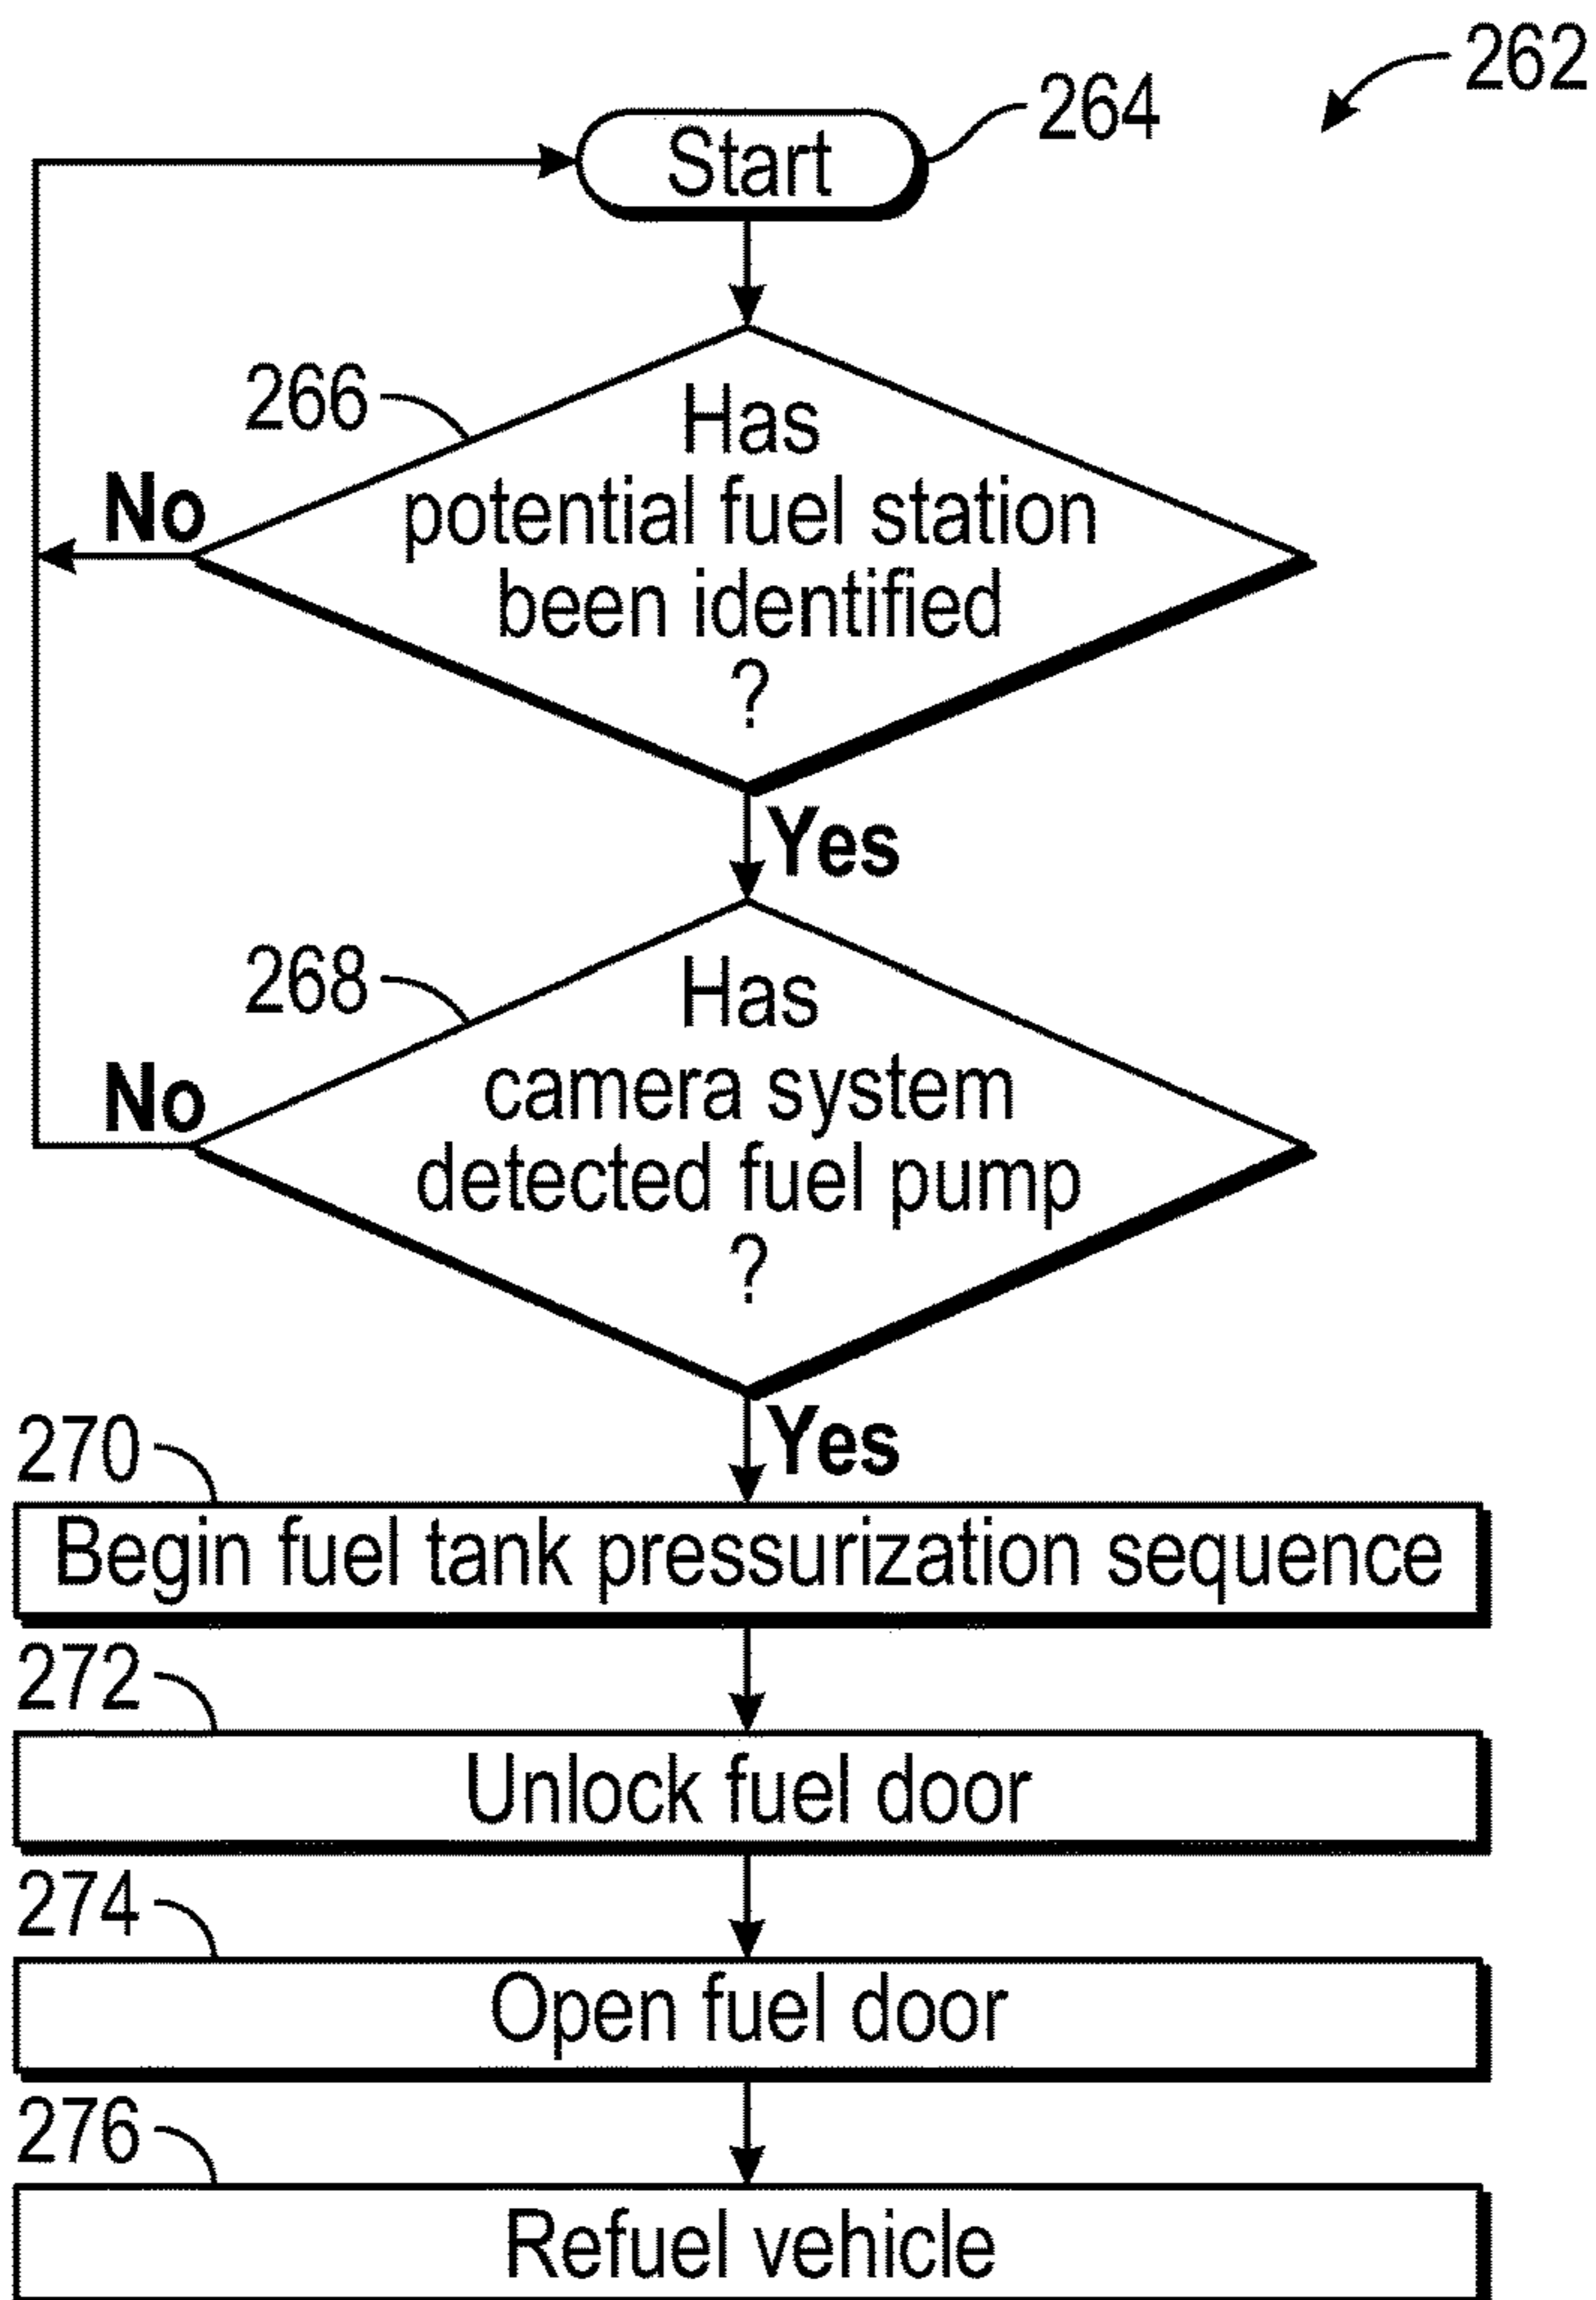 262
264
Start
266
Has
potential fuel station
been identified
?
No
Yes
268
Has
camera system
detected fuel pump
?
No
Yes
270
Begin fuel tank pressurization sequence
272
Unlock fuel door
274
Open fuel door
276
Refuel vehicle